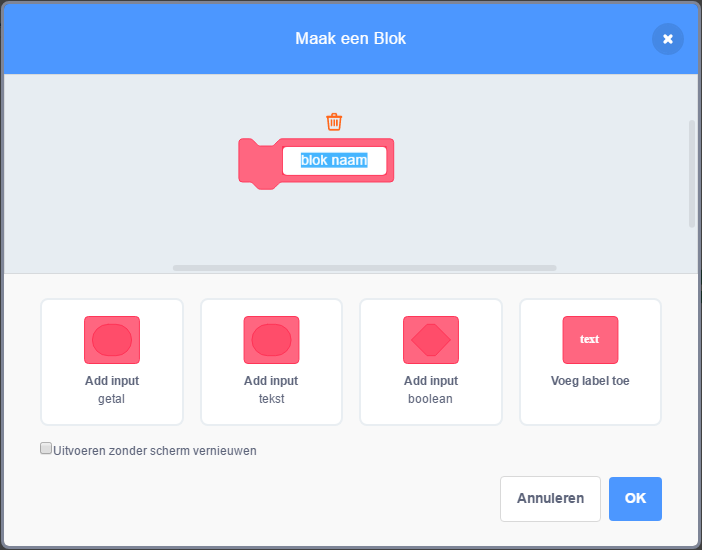 Maak een Blok
blok naam
text
Add input
getal
Add input
tekst
Add input
boolean
Voeg label toe
Uitvoeren zonder scherm vernieuwen
Annuleren
OK